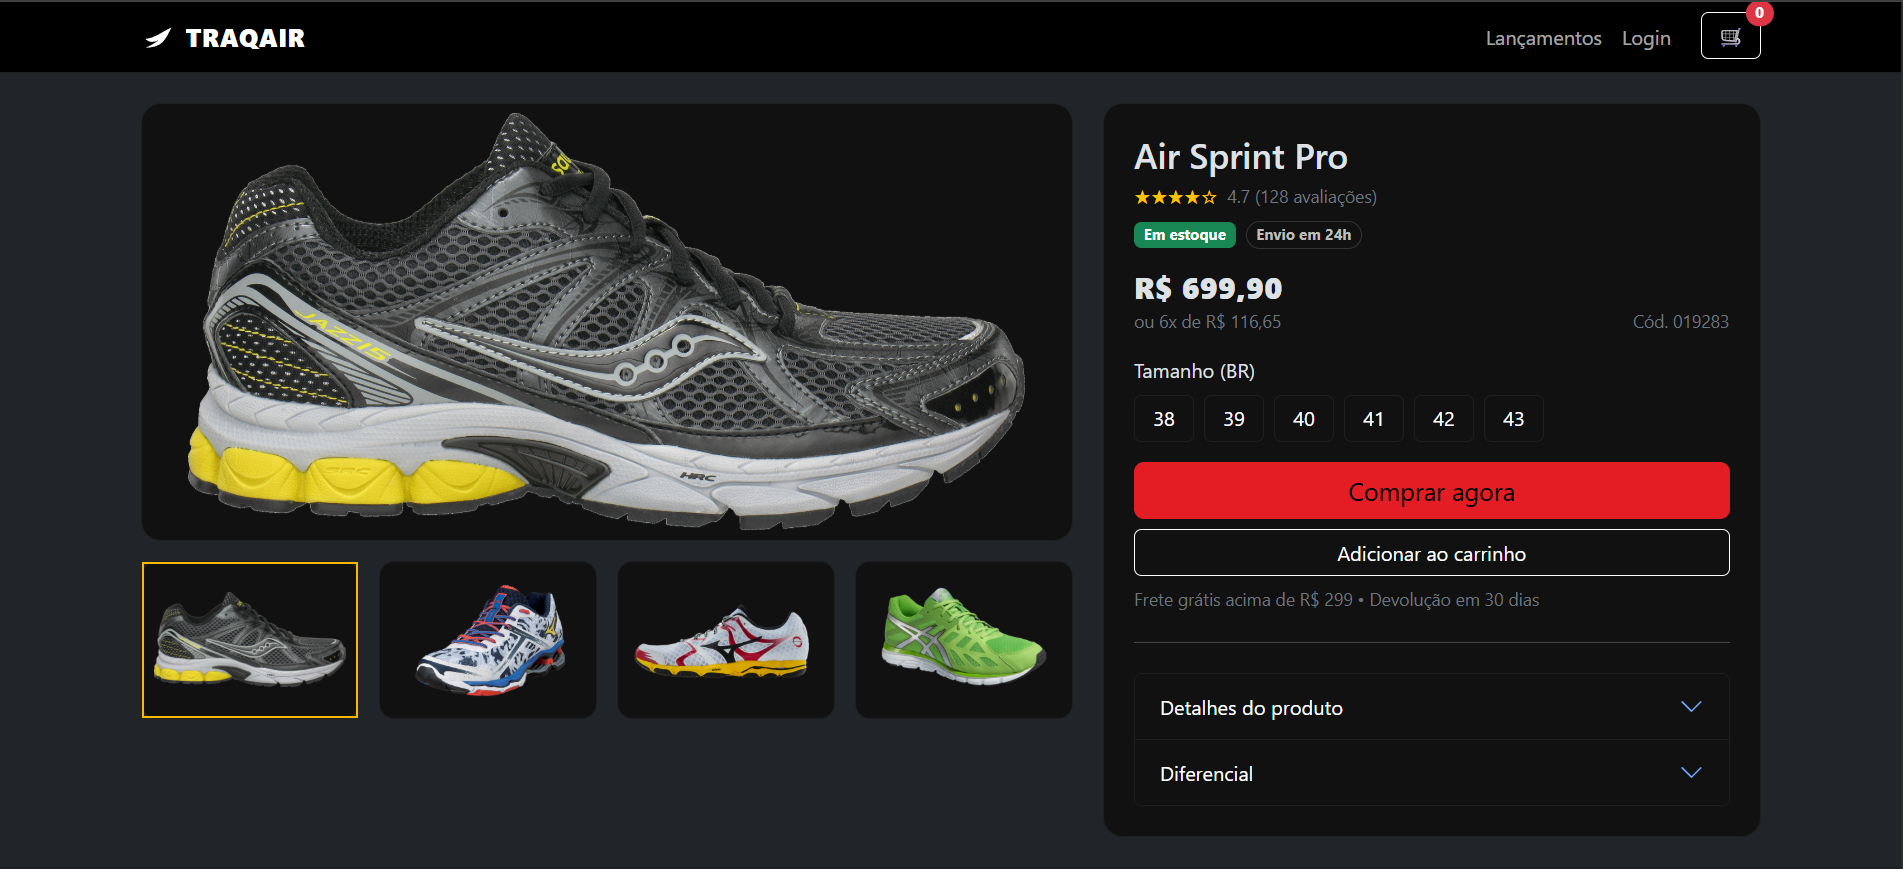 TRAQAIR
Lançamentos Login
0
JAZZ15
HRC
HRC
Air Sprint Pro
★★★★☆ 4.7 (128 avaliações)
Em estoque Envio em 24h
R$ 699,90
ou 6x de R$ 116,65 Cód. 019283
Tamanho (BR)
38 39 40 41 42 43
Comprar agora
Adicionar ao carrinho
Frete grátis acima de R$ 299 • Devolução em 30 dias
Detalhes do produto
Diferencial